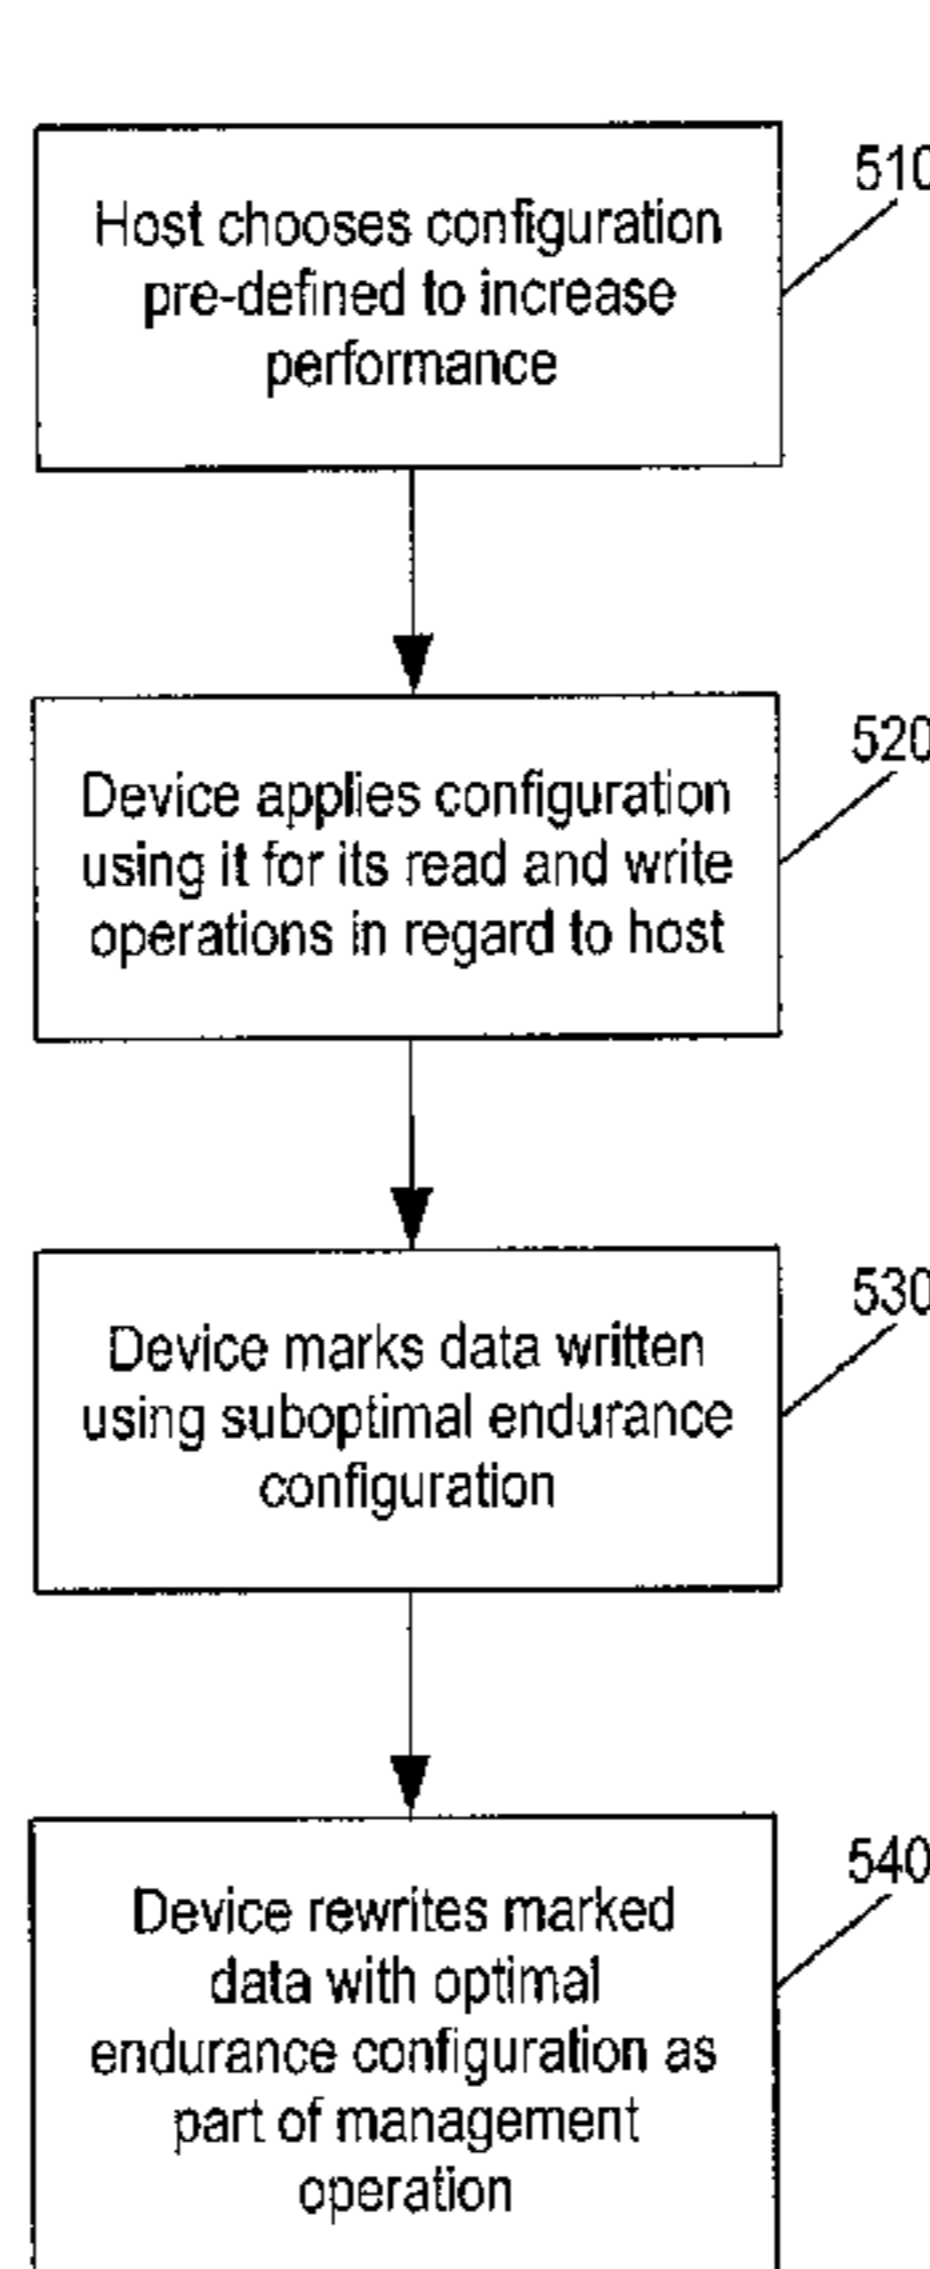 510
Host chooses configuration
pre-defined to increase
performance
520
Device applies configuration
using it for its read and write
operations in regard to host
530
Device marks data written
using suboptimal endurance
configuration
540
Device rewrites marked
data with optimal
endurance configuration as
part of management
operation